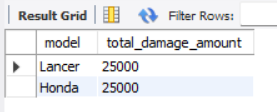 Result Grid Filter Rows:
model total_damage_amount
Lancer 25000
Honda 25000